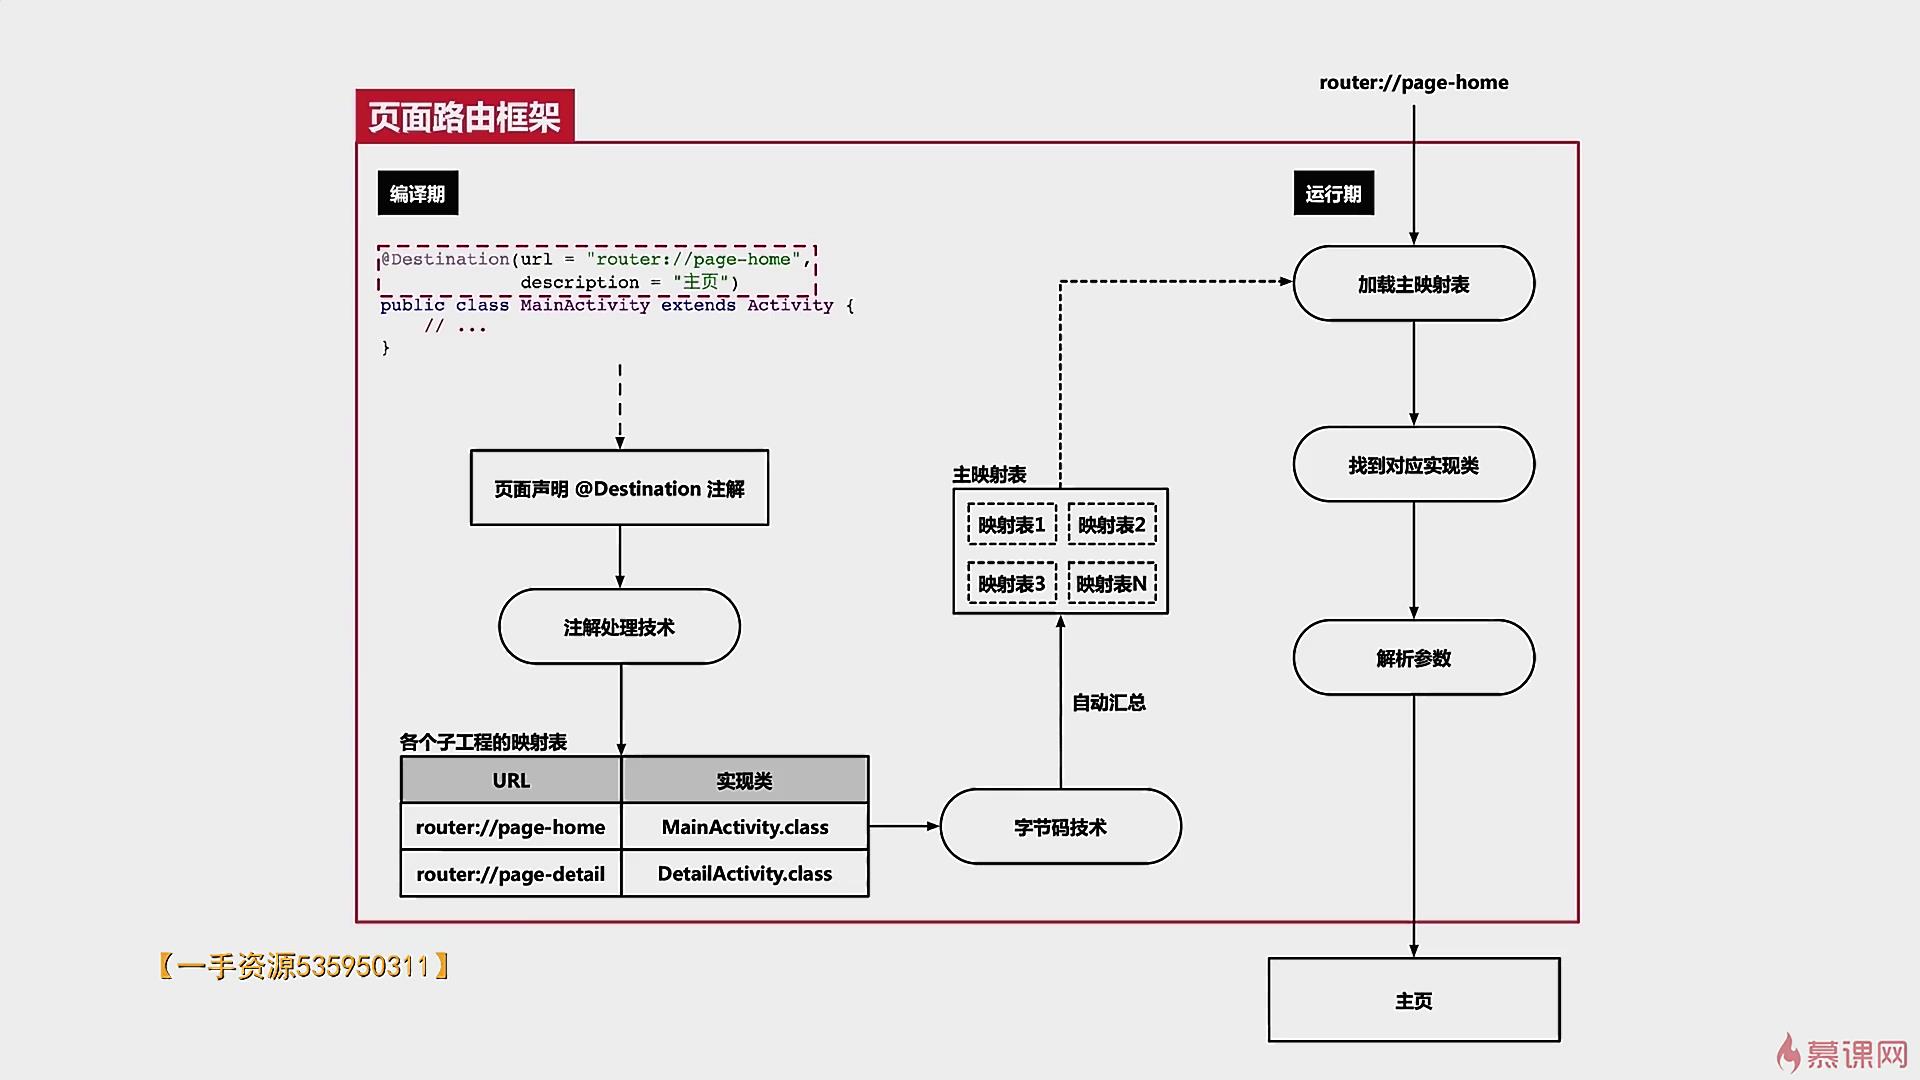 router://page-home
页面路由框架
编译期
运行期
@Destination(url = "router://page-home",
description = "主页")
public class MainActivity extends Activity {
// ...
}
加载主映射表
找到对应实现类
主映射表
页面声明 @Destination 注解
映射表1
映射表2
映射表3
映射表N
注解处理技术
解析参数
自动汇总
各个子工程的映射表
URL
实现类
router://page-home
MainActivity.class
字节码技术
router://page-detail
DetailActivity.class
【一手资源535950311】
主页
慕课网